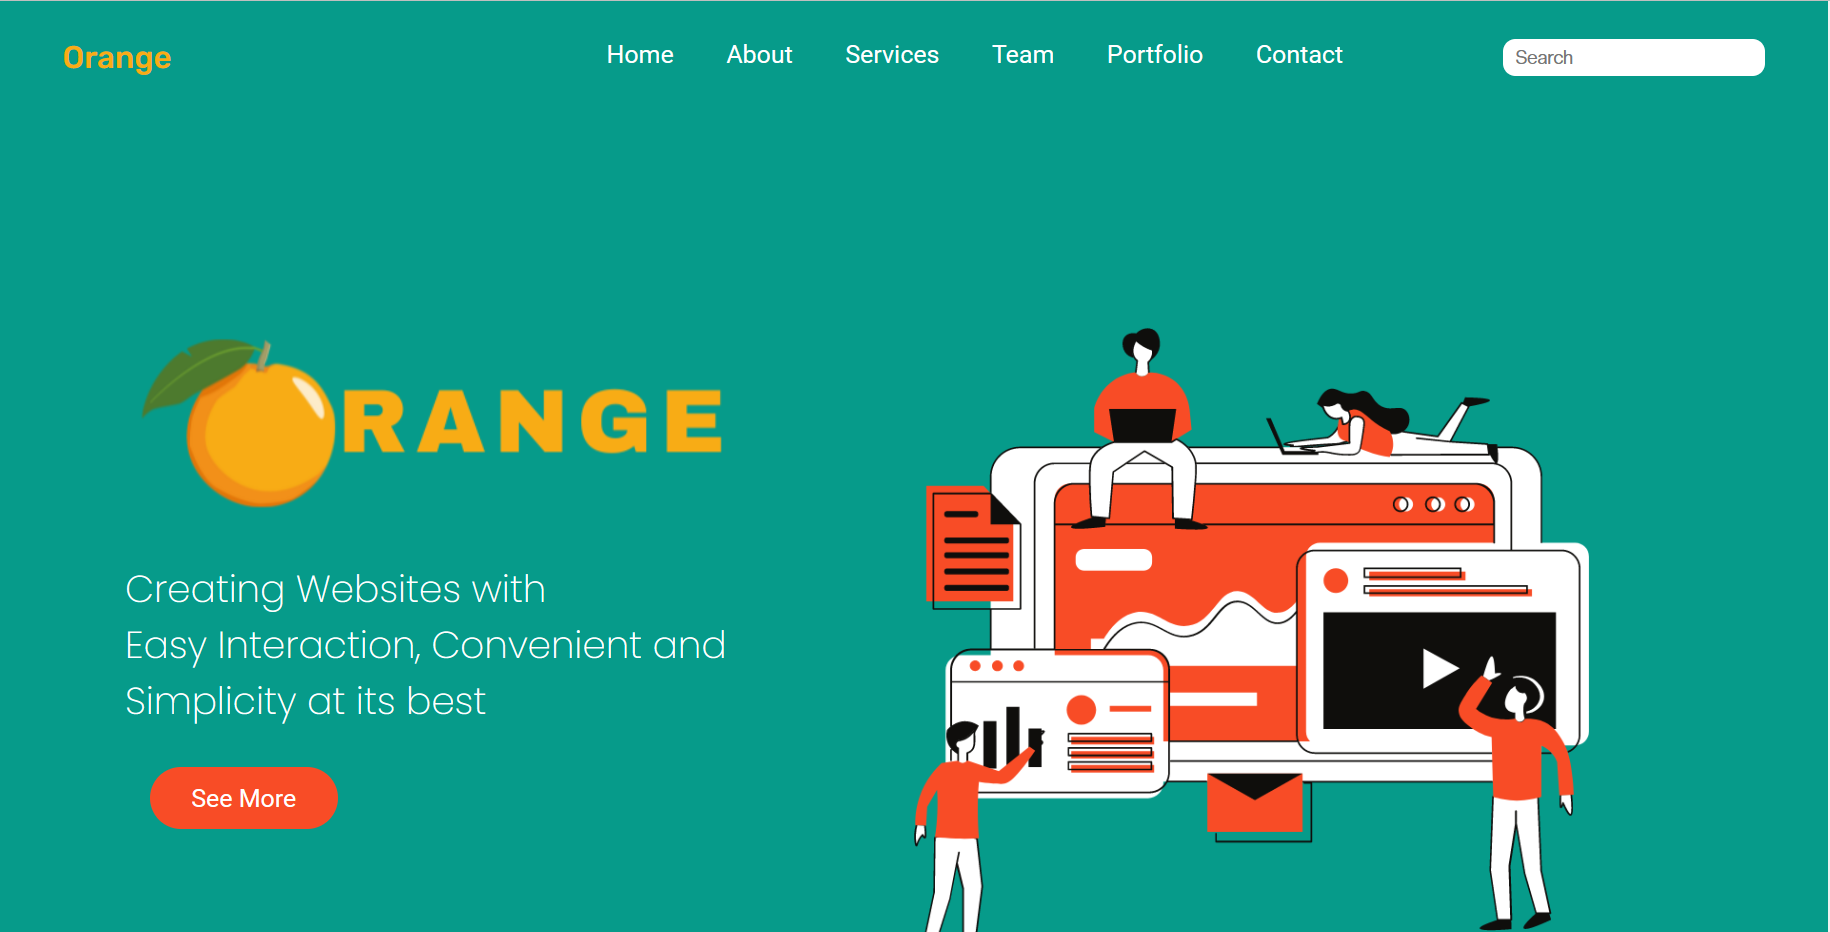 Orange
Home About Services Team Portfolio Contact
Search
RANGE
Creating Websites with
Easy Interaction, Convenient and
Simplicity at its best
See More